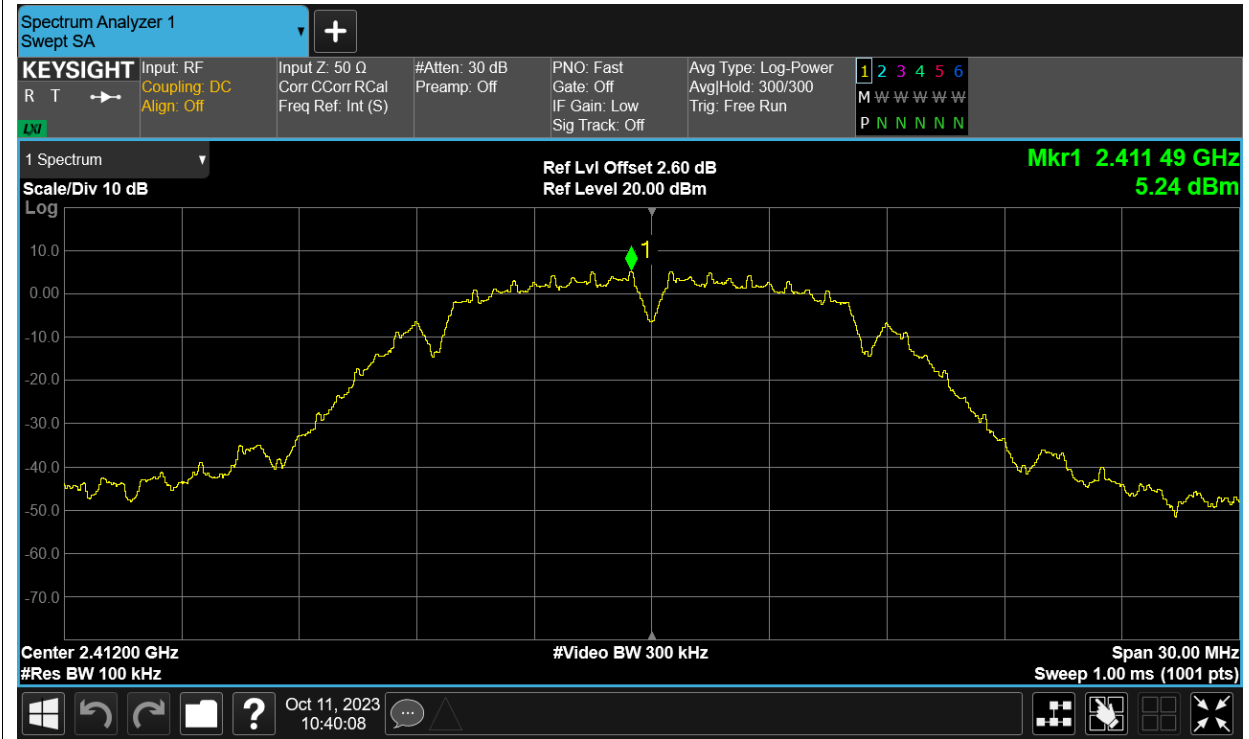 Spectrum Analyzer 1
Swept SA
+
KEYSIGHT
R T
LXI
Input: RF
Coupling: DC
Align: Off
Input Z: 50 Ω
Corr CCorr RCal
Freq Ref: Int (S)
#Atten: 30 dB
Preamp: Off
PNO: Fast
Gate: Off
IF Gain: Low
Sig Track: Off
Avg Type: Log-Power
Avg|Hold: 300/300
Trig: Free Run
1 2 3 4 5 6
M W W W W W
P N N N N N
1 Spectrum
Scale/Div 10 dB
Log
Ref Lvl Offset 2.60 dB
Ref Level 20.00 dBm
Mkr1 2.411 49 GHz
5.24 dBm
1
10.0
0.00
-10.0
-20.0
-30.0
-40.0
-50.0
-60.0
-70.0
Center 2.41200 GHz
#Res BW 100 kHz
#Video BW 300 kHz
Span 30.00 MHz
Sweep 1.00 ms (1001 pts)
?
Oct 11, 2023
10:40:08